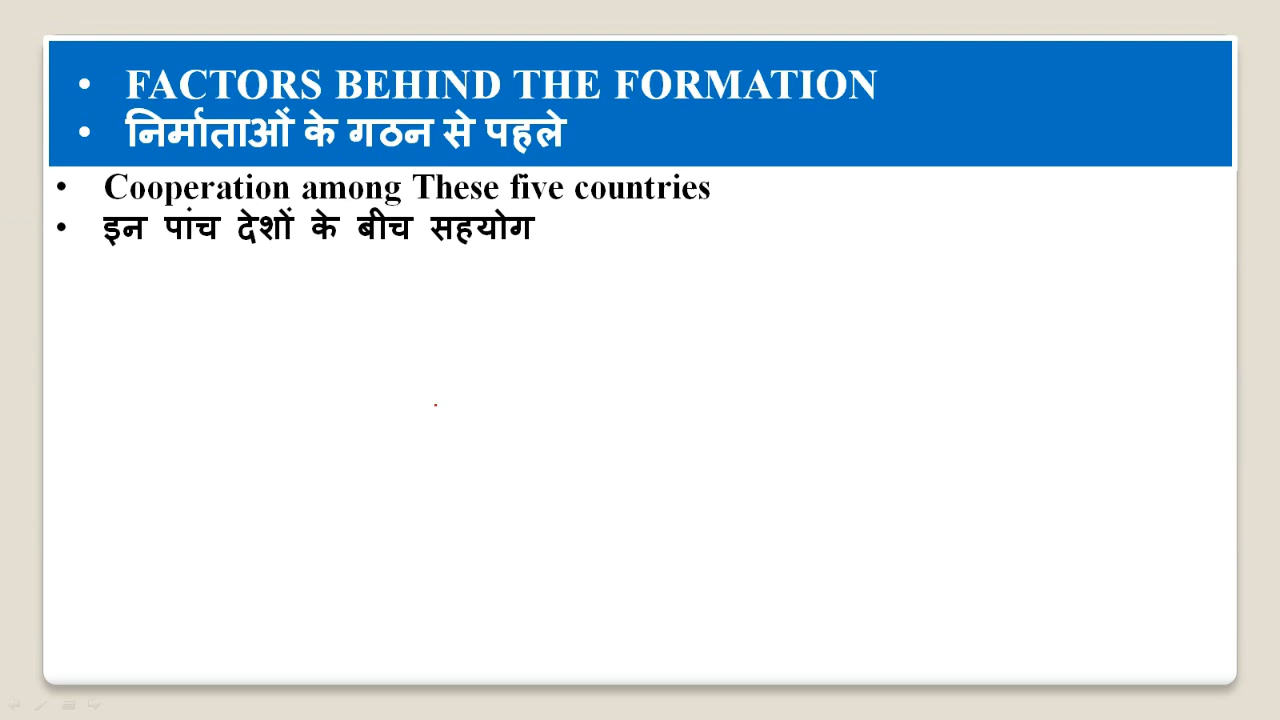 • FACTORS BEHIND THE FORMATION
• निर्माताओं के गठन से पहले
• Cooperation among These five countries
• इन पांच देशों के बीच सहयोग